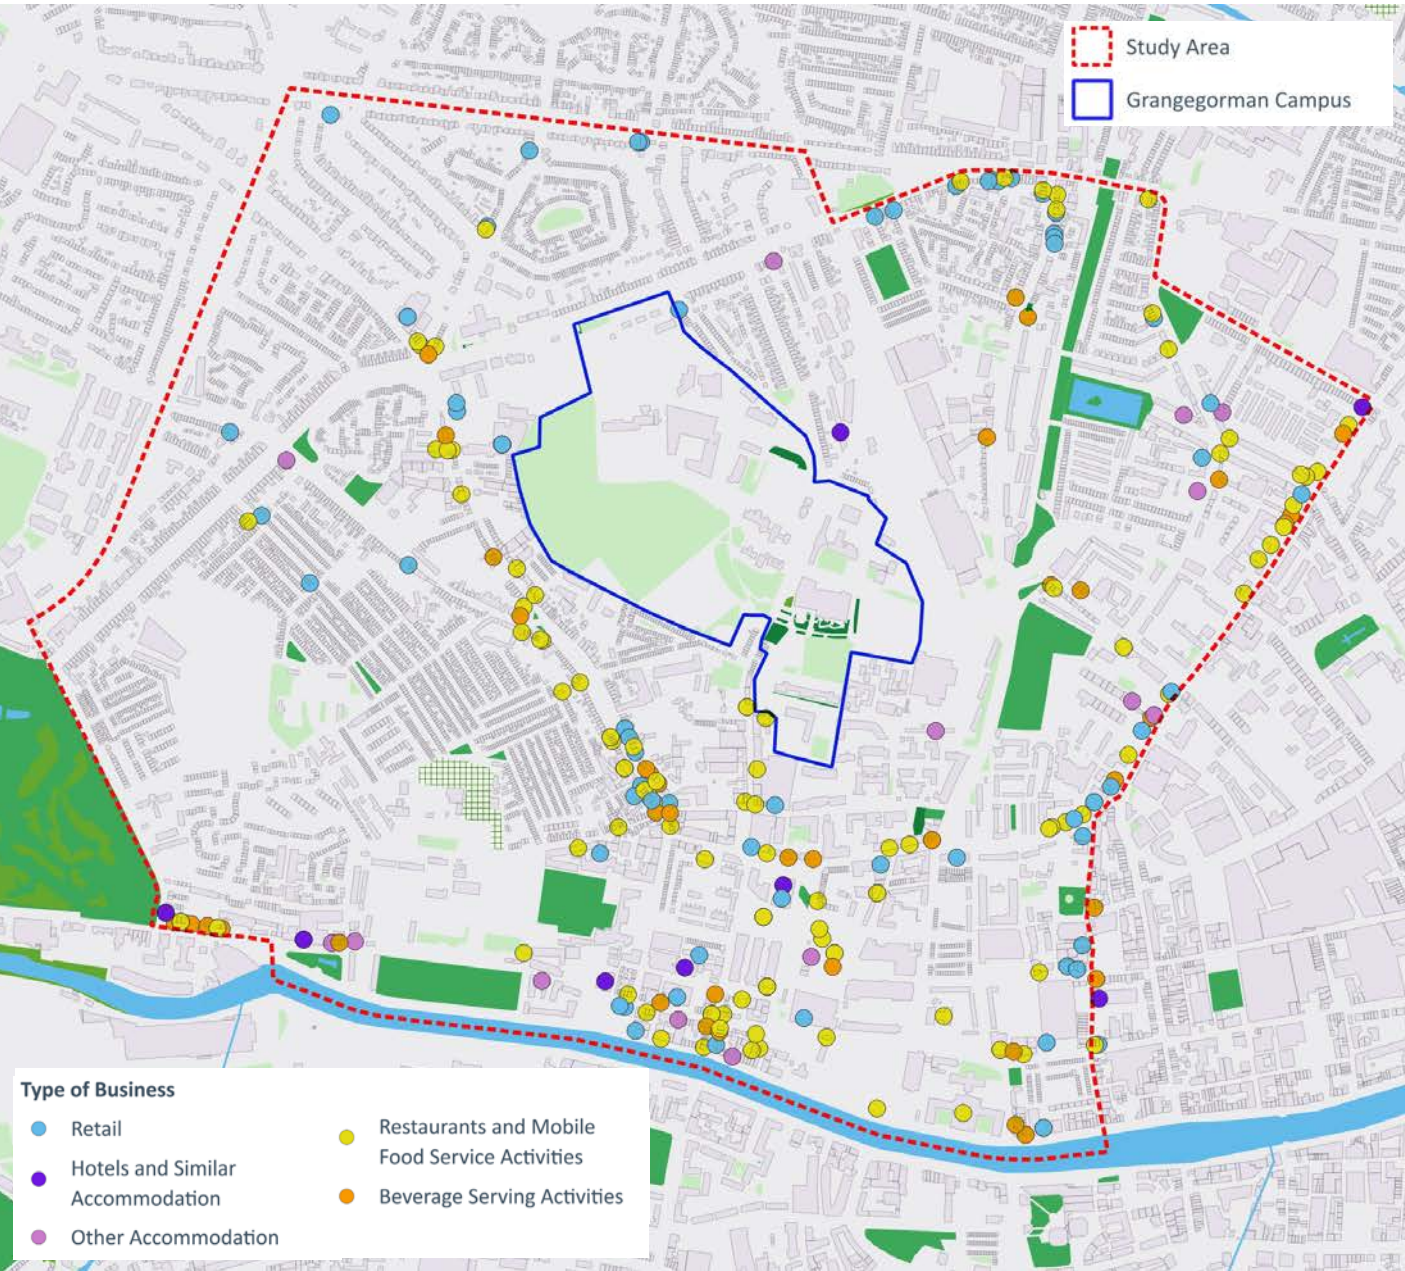 Study Area
Grangegorman Campus
Type of Business
Retail
Hotels and Similar
Accommodation
Other Accommodation
Restaurants and Mobile
Food Service Activities
Beverage Serving Activities